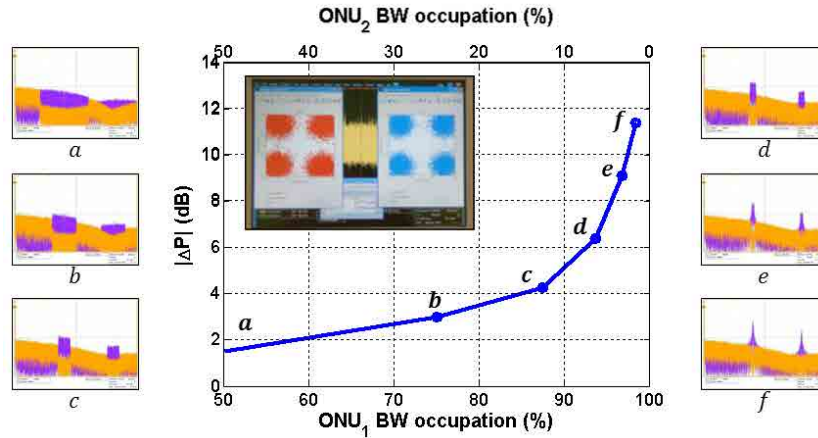 ONU2 BW occupation (%)
50 40 30 20 10 0
14
12
10
8
6
4
2
0
|ΔP| (dB)
a
b
c
d
e
f
50 60 70 80 90 100
ONU1 BW occupation (%)
a
b
c
d
e
f